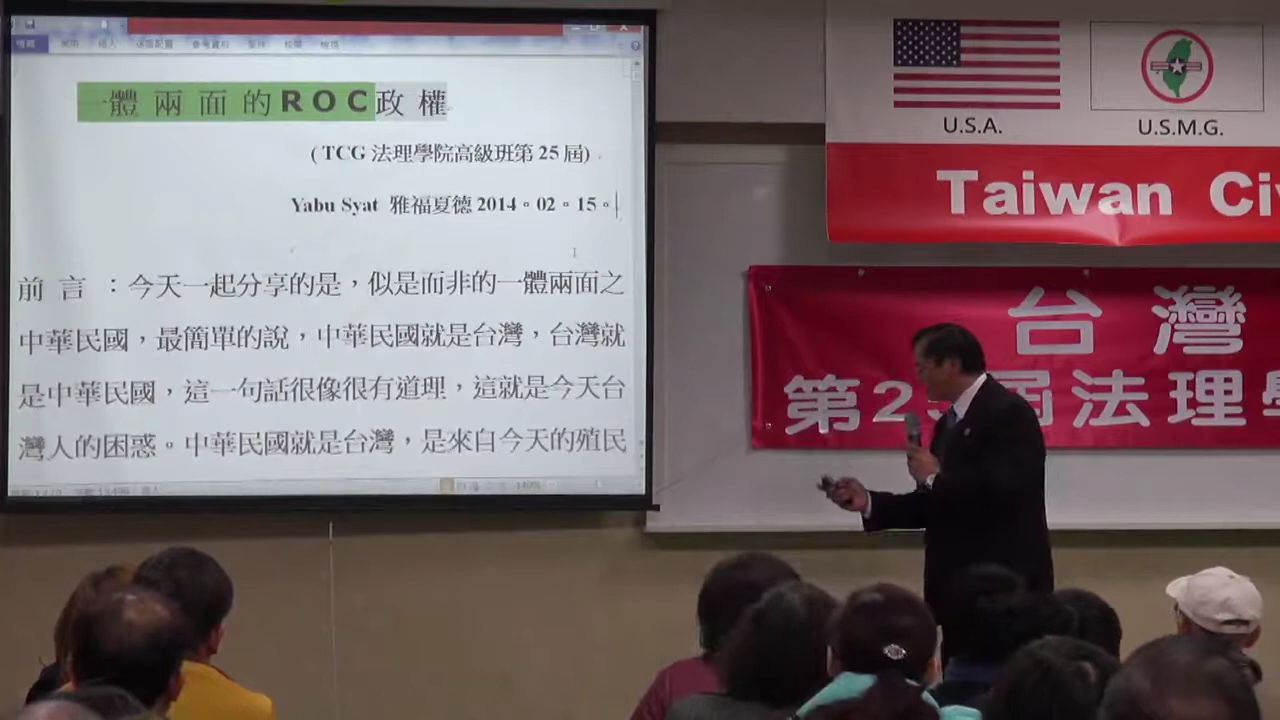 一體兩面的ROC政權
(TCG 法理學院高級班第 25 屆)
Yabu Syat 雅福夏德 2014。02。15。
前言：今天一起分享的是，似是而非的一體兩面之
中華民國，最簡單的說，中華民國就是台灣，台灣就
是中華民國，這一句話很像很有道理，這就是今天台
灣人的困惑。中華民國就是台灣，是來自今天的殖民
U.S.A.
U.S.M.G.
Taiwan Ci
台灣
第25屆法理學